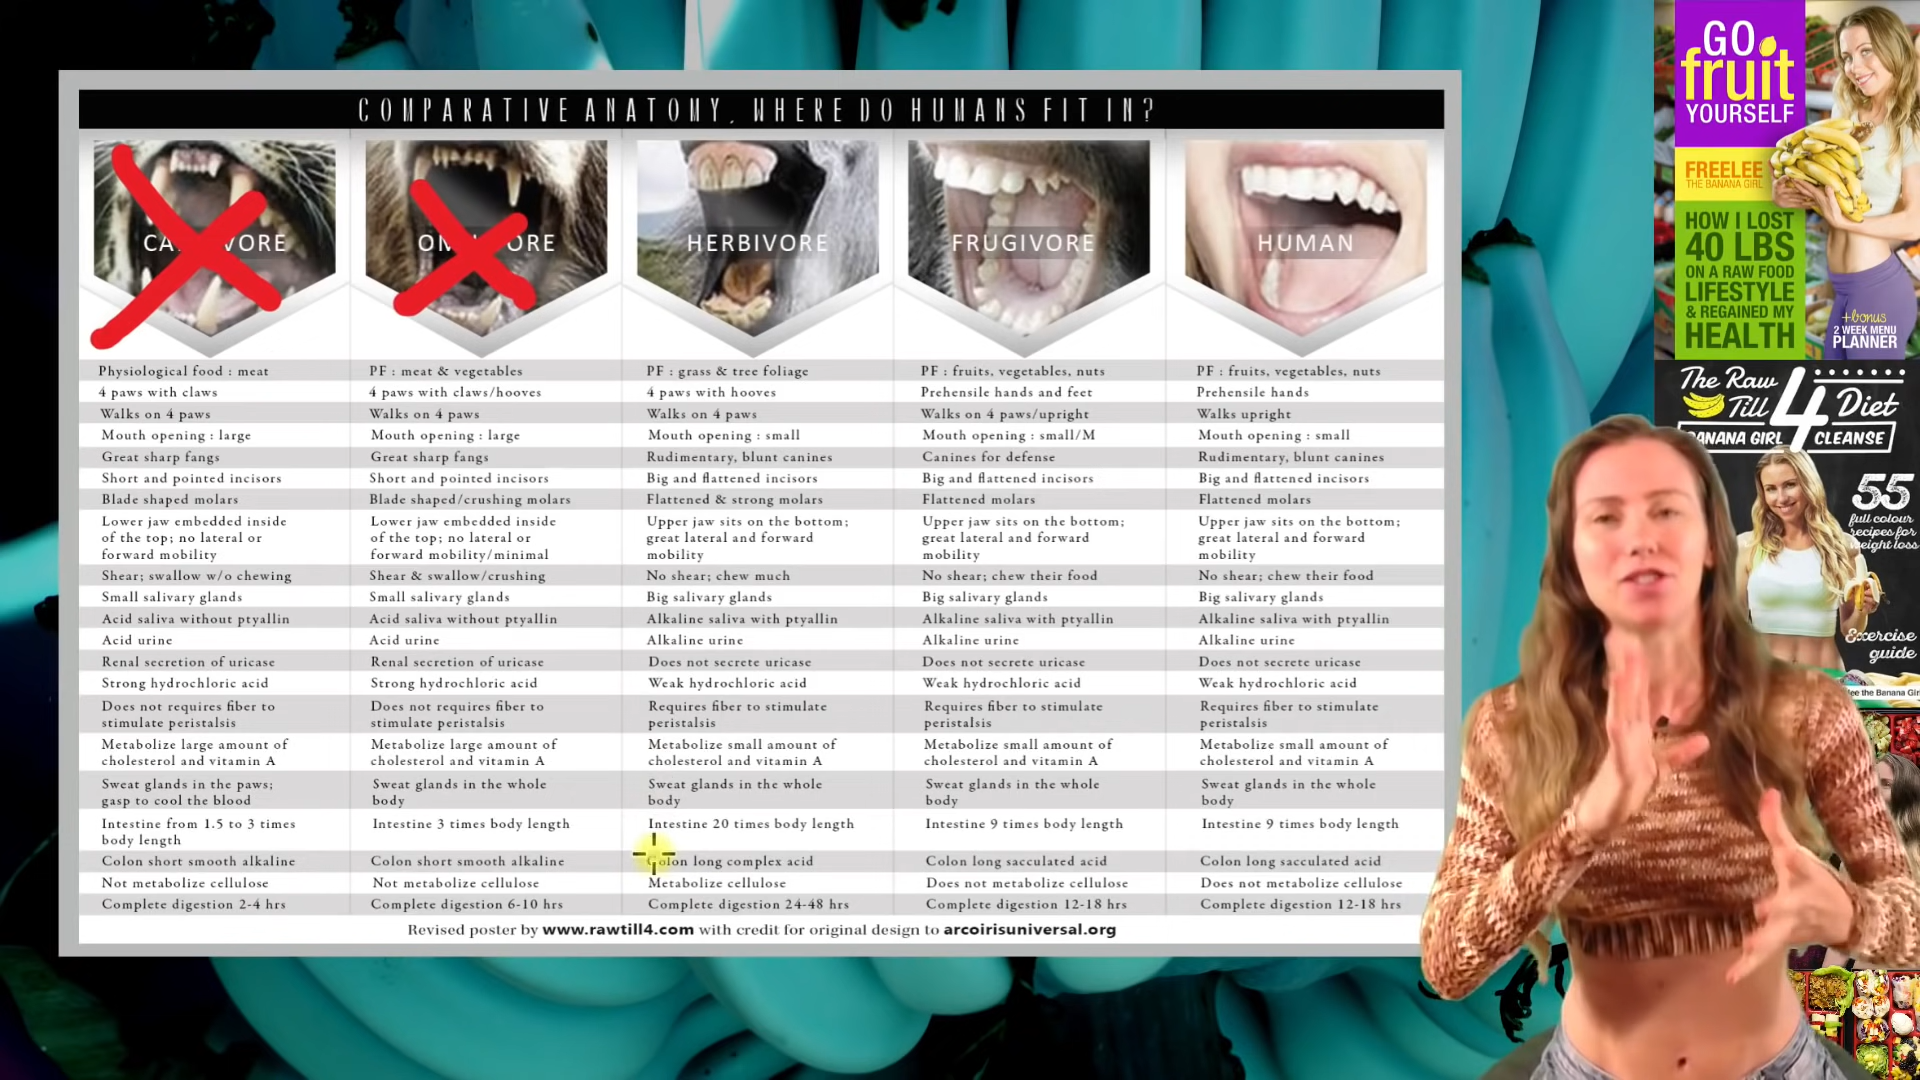 COMPARATIVE ANATOMY, WHERE DO HUMANS FIT IN?
HERBIVORE
FRUGIVORE
HUMAN
Physiological food : meat
4 paws with claws
Walks on 4 paws
Mouth opening : large
Great sharp fangs
Short and pointed incisors
Blade shaped molars
Lower jaw embedded inside
of the top; no lateral or
forward mobility
Shear; swallow w/o chewing
Small salivary glands
Acid saliva without ptyallin
Acid urine
Renal secretion of uricase
Strong hydrochloric acid
Does not requires fiber to
stimulate peristalsis
Metabolize large amount of
cholesterol and vitamin A
Sweat glands in the paws;
gasp to cool the blood
Intestine from 1.5 to 3 times
body length
Colon short smooth alkaline
Not metabolize cellulose
Complete digestion 2-4 hrs
PF : meat & vegetables
4 paws with claws/hooves
Walks on 4 paws
Mouth opening : large
Great sharp fangs
Short and pointed incisors
Blade shaped/crushing molars
Lower jaw embedded inside
of the top; no lateral or
forward mobility/minimal
Shear & swallow/crushing
Small salivary glands
Acid saliva without ptyallin
Acid urine
Renal secretion of uricase
Strong hydrochloric acid
Does not requires fiber to
stimulate peristalsis
Metabolize large amount of
cholesterol and vitamin A
Sweat glands in the whole
body
Intestine 3 times body length
Colon short smooth alkaline
Not metabolize cellulose
Complete digestion 6-10 hrs
PF : grass & tree foliage
4 paws with hooves
Walks on 4 paws
Mouth opening : small
Rudimentary, blunt canines
Big and flattened incisors
Flattened & strong molars
Upper jaw sits on the bottom;
great lateral and forward
mobility
No shear; chew much
Big salivary glands
Alkaline saliva with ptyallin
Alkaline urine
Does not secrete uricase
Weak hydrochloric acid
Requires fiber to stimulate
peristalsis
Metabolize small amount of
cholesterol and vitamin A
Sweat glands in the whole
body
Intestine 20 times body length
Colon long complex acid
Metabolize cellulose
Complete digestion 24-48 hrs
PF : fruits, vegetables, nuts
Prehensile hands and feet
Walks on 4 paws/upright
Mouth opening : small/M
Canines for defense
Big and flattened incisors
Flattened molars
Upper jaw sits on the bottom;
great lateral and forward
mobility
No shear; chew their food
Big salivary glands
Alkaline saliva with ptyallin
Alkaline urine
Does not secrete uricase
Weak hydrochloric acid
Requires fiber to stimulate
peristalsis
Metabolize small amount of
cholesterol and vitamin A
Sweat glands in the whole
body
Intestine 9 times body length
Colon long sacculated acid
Does not metabolize cellulose
Complete digestion 12-18 hrs
PF : fruits, vegetables, nuts
Prehensile hands
Walks upright
Mouth opening : small
Rudimentary, blunt canines
Big and flattened incisors
Flattened molars
Upper jaw sits on the bottom;
great lateral and forward
mobility
No shear; chew their food
Big salivary glands
Alkaline saliva with ptyallin
Alkaline urine
Does not secrete uricase
Weak hydrochloric acid
Requires fiber to stimulate
peristalsis
Metabolize small amount of
cholesterol and vitamin A
Sweat glands in the whole
body
Intestine 9 times body length
Colon long sacculated acid
Does not metabolize cellulose
Complete digestion 12-18 hrs
Revised poster by www.rawtill4.com with credit for original design to arcoirisuniversal.org
GO
fruit
YOURSELF
FREELEE
THE BANANA GIRL
HOW I LOST
40 LBS
ON A RAW FOOD
LIFESTYLE
& REGAINED MY
HEALTH
+bonus
2 WEEK MENU
PLANNER
The Raw
Till 4 Diet
BANANA GIRL CLEANSE
55
full colour
recipes for
weight loss
Exercise
guide
the Banana Gir